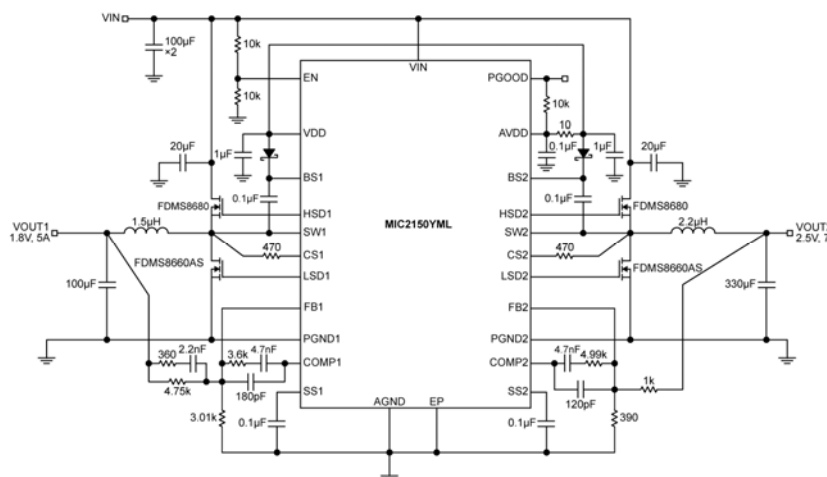 VIN
100µF
×2
10k
10k
VIN
EN
PGOOD
10k
VDD
AVDD
10
20µF
1µF
0.1µF
1µF
20µF
BS1
BS2
0.1µF
0.1µF
FDMS8680
FDMS8680
HSD1
HSD2
MIC2150YML
VOUT1
1.8V, 5A
1.5µH
SW1
SW2
2.2µH
VOUT2
2.5V, 7
470
CS1
CS2
470
FDMS8660AS
LSD1
LSD2
FDMS8660AS
100µF
330µF
FB1
FB2
PGND1
PGND2
2.2nF
360
4.7nF
3.6k
COMP1
COMP2
4.7nF
4.99k
4.75k
180pF
120pF
1k
SS1
SS2
3.01k
390
0.1µF
AGND
EP
0.1µF